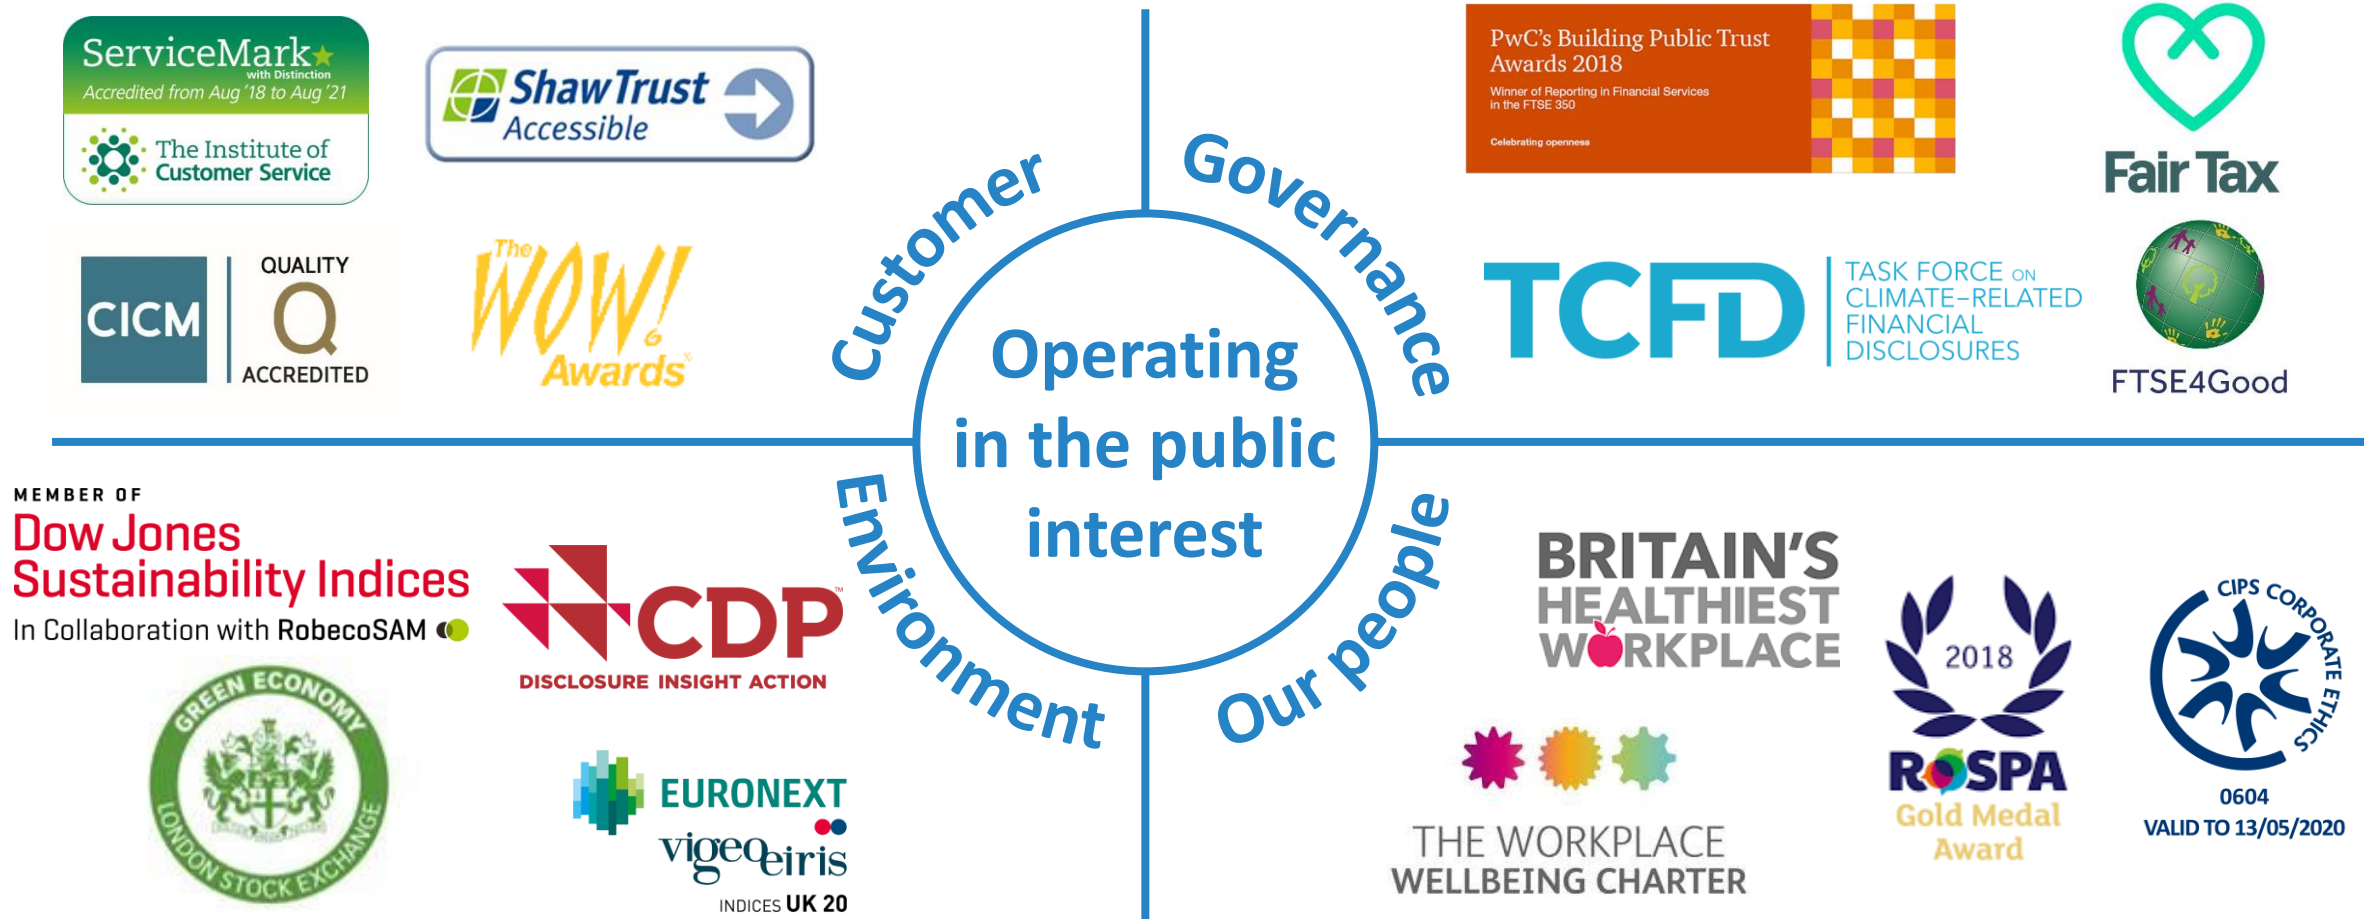 ServiceMark
with Distinction
Accredited from Aug '18 to Aug '21
The Institute of
Customer Service
Shaw Trust
Accessible
CICM
QUALITY
Q
ACCREDITED
The
WOW!
Awards
Customer
Governance
PwC's Building Public Trust
Awards 2018
Winner of Reporting in Financial Services
in the FTSE 350
Celebrating openness
Fair Tax
TCFD
TASK FORCE ON
CLIMATE-RELATED
FINANCIAL
DISCLOSURES
FTSE4Good
Operating
in the public
interest
MEMBER OF
Dow Jones
Sustainability Indices
In Collaboration with RobecoSAM
CDP
DISCLOSURE INSIGHT ACTION
GREEN ECONOMY
LONDON STOCK EXCHANGE
EURONEXT
vigeoeiris
INDICES UK 20
Environment
Our people
BRITAIN'S
HEALTHIEST
WORKPLACE
THE WORKPLACE
WELLBEING CHARTER
2018
ROSPA
Gold Medal
Award
CIPS CORPORATE ETHICS
0604
VALID TO 13/05/2020